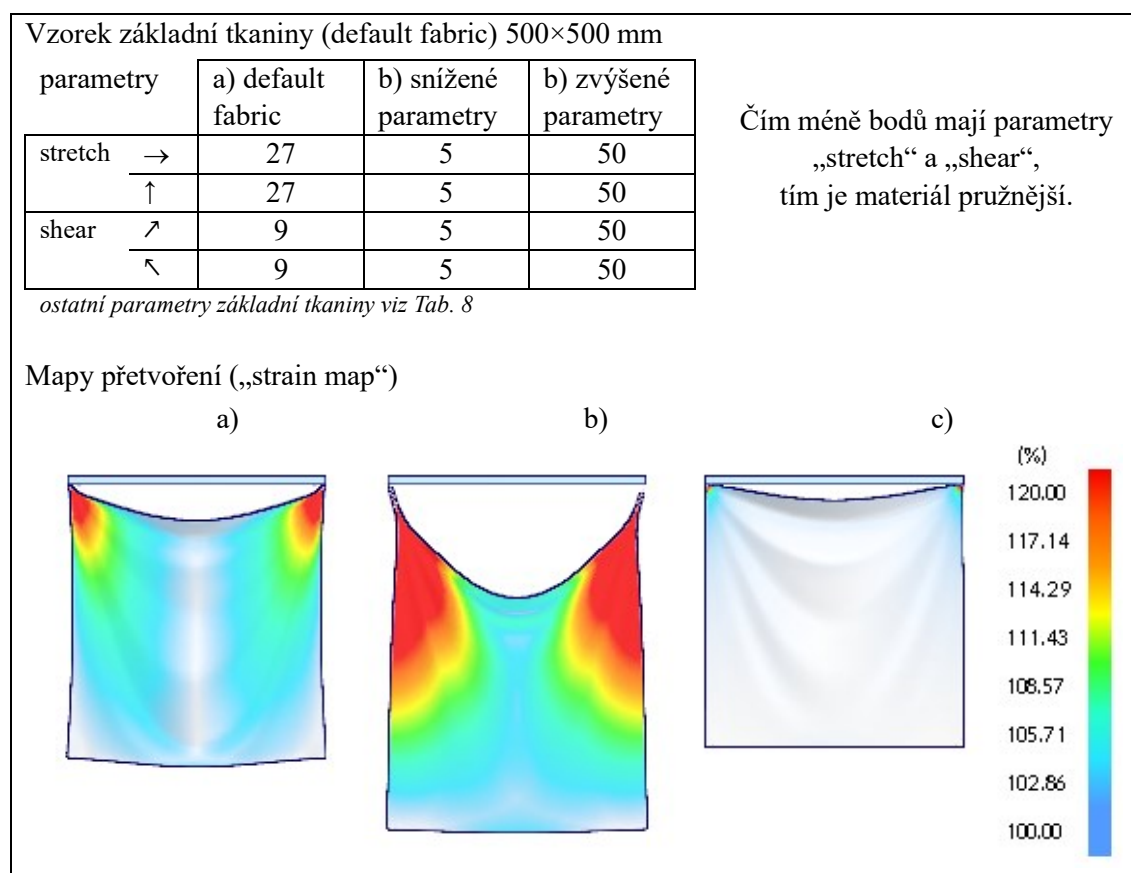 Vzorek základní tkaniny (default fabric) 500×500 mm
parametry a) default fabric b) snížené parametry b) zvýšené parametry
stretch → 27 5 50
↑ 27 5 50
shear ↗ 9 5 50
↖ 9 5 50
ostatní parametry základní tkaniny viz Tab. 8
Čím méně bodů mají parametry
„stretch“ a „shear“,
tím je materiál pružnější.
Mapy přetvoření („strain map“)
a) b) c)
(%)
120.00
117.14
114.29
111.43
108.57
105.71
102.86
100.00